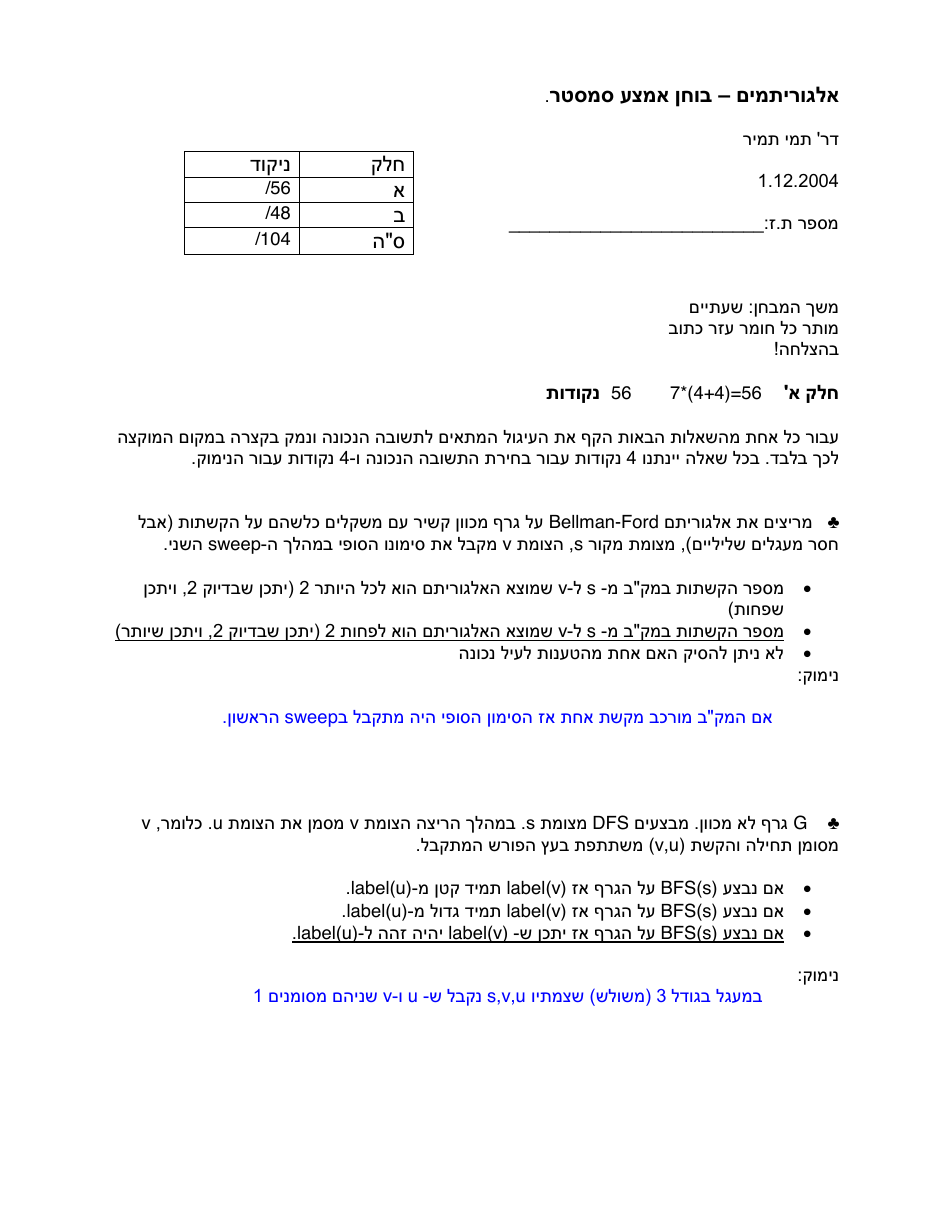 אלגוריתמים – בוחן אמצע סמסטר.
דר' תמי תמיר
1.12.2004
מספר ת.ז:_________________________
חלק ניקוד
א /56
ב /48
ס"ה /104
משך המבחן: שעתיים
מותר כל חומר עזר כתוב
בהצלחה!
חלק א' 7*(4+4)=56 56 נקודות
עבור כל אחת מהשאלות הבאות הקף את העיגול המתאים לתשובה הנכונה ונמק בקצרה במקום המוקצה
לכך בלבד. בכל שאלה יינתנו 4 נקודות עבור בחירת התשובה הנכונה ו-4 נקודות עבור הנימוק.
♣ מריצים את אלגוריתם Bellman-Ford על גרף מכוון קשיר עם משקלים כלשהם על הקשתות (אבל
חסר מעגלים שליליים), מצומת מקור s, הצומת v מקבל את סימונו הסופי במהלך ה-sweep השני.
• מספר הקשתות במק"ב מ- s ל-v שמוצא האלגוריתם הוא לכל היותר 2 (יתכן שבדיוק 2, ויתכן
שפחות)
• מספר הקשתות במק"ב מ- s ל-v שמוצא האלגוריתם הוא לפחות 2 (יתכן שבדיוק 2, ויתכן שיותר)
• לא ניתן להסיק האם אחת מהטענות לעיל נכונה
נימוק:
אם המק"ב מורכב מקשת אחת אז הסימון הסופי היה מתקבל בsweep הראשון.
♣ G גרף לא מכוון. מבצעים DFS מצומת s. במהלך הריצה הצומת v מסמן את הצומת u. כלומר, v
מסומן תחילה והקשת (v,u) משתתפת בעץ הפורש המתקבל.
• אם נבצע BFS(s) על הגרף אז label(v) תמיד קטן מ-label(u).
• אם נבצע BFS(s) על הגרף אז label(v) תמיד גדול מ-label(u).
• אם נבצע BFS(s) על הגרף אז יתכן ש- label(v) יהיה זהה ל-label(u).
נימוק:
במעגל בגודל 3 (משולש) שצמתיו s,v,u נקבל ש- u ו-v שניהם מסומנים 1